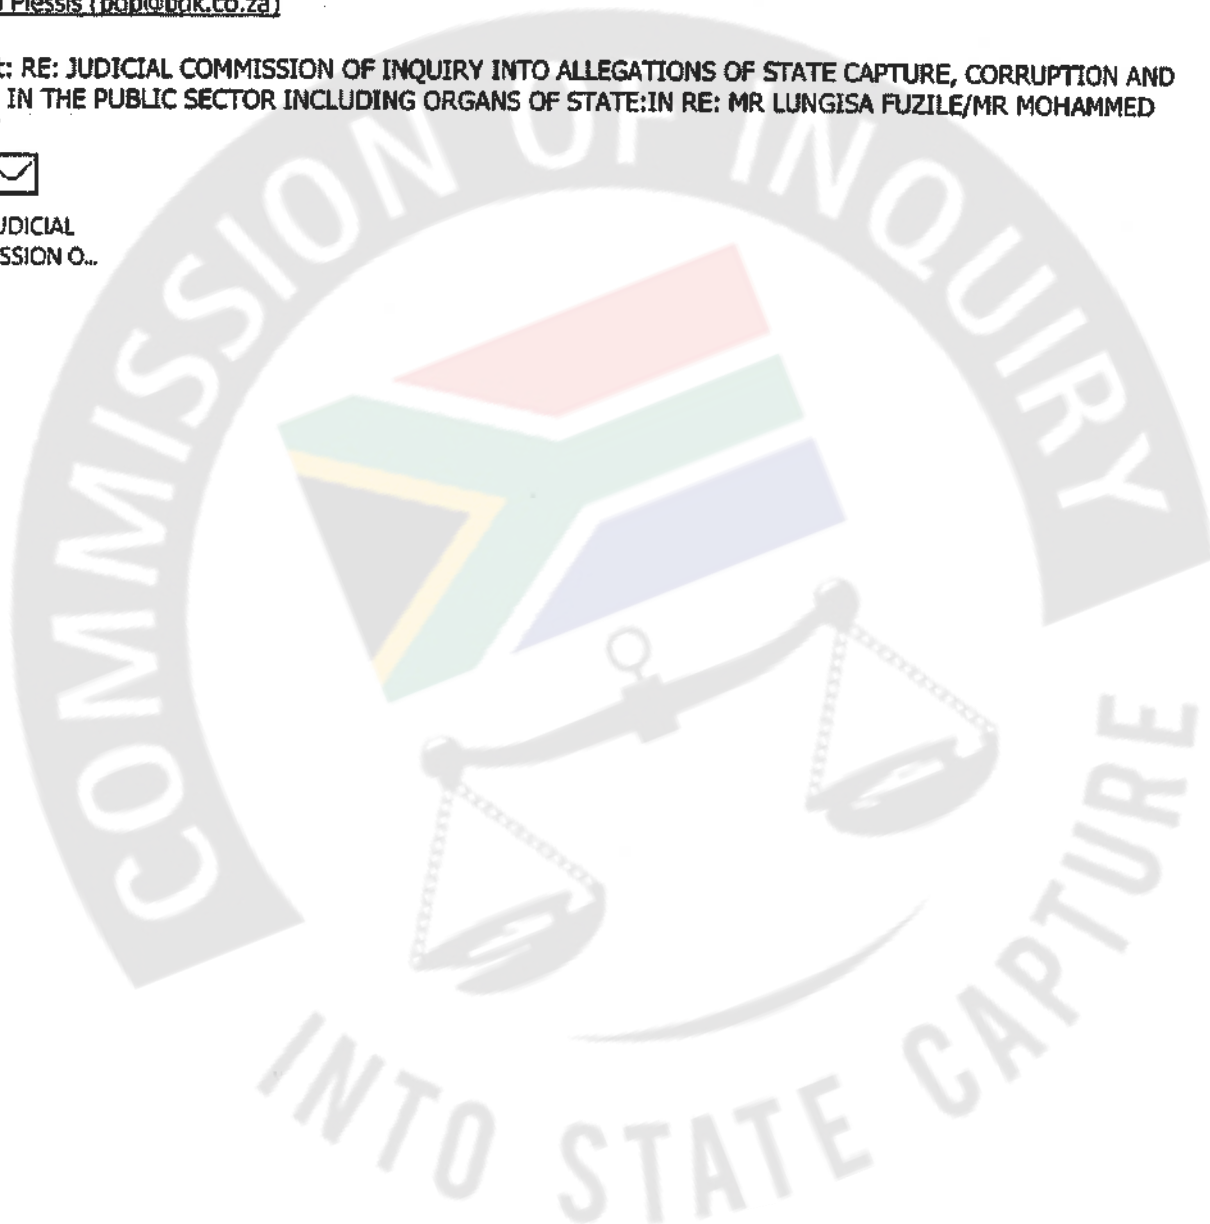 Plessis (pdp@bdk.co.za)
: RE: JUDICIAL COMMISSION OF INQUIRY INTO ALLEGATIONS OF STATE CAPTURE, CORRUPTION AND
IN THE PUBLIC SECTOR INCLUDING ORGANS OF STATE:IN RE: MR LUNGISA FUZILE/MR MOHAMMED
UDICIAL
SSION O...
COMMISSION OF INQUIRY
INTO STATE CAPTURE